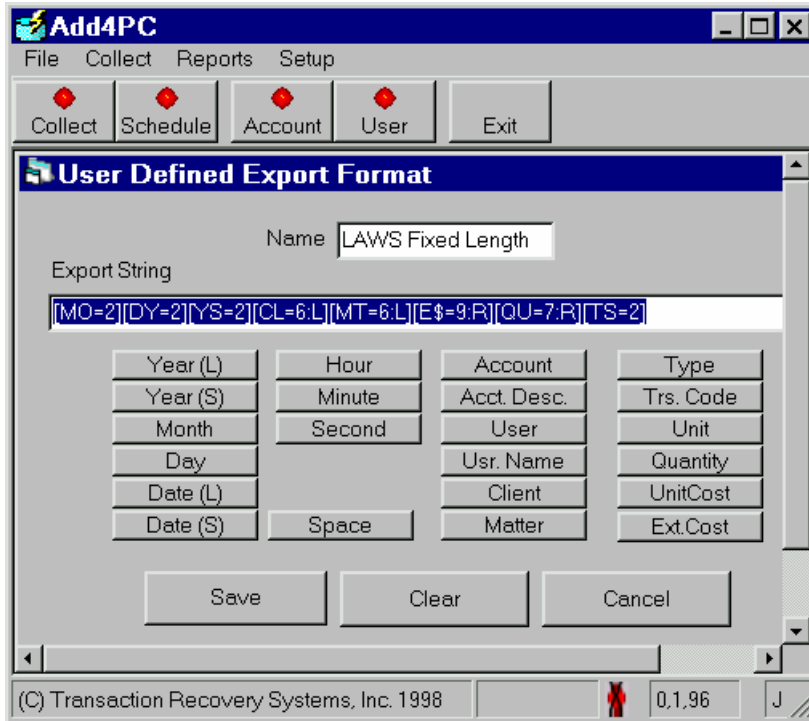 Add4PC
File Collect Reports Setup
Collect Schedule Account User Exit
User Defined Export Format
Name LAWS Fixed Length
Export String
[MO=2][DY=2][YS=2][CL=6:L][MT=6:L][E$=9:R][QU=7:R][TS=2]
Year (L) Hour Account Type
Year (S) Minute Acct. Desc. Trs. Code
Month Second User Unit
Day Usr. Name Quantity
Date (L) Client UnitCost
Date (S) Space Matter Ext.Cost
Save Clear Cancel
(C) Transaction Recovery Systems, Inc. 1998 0,1,96 J